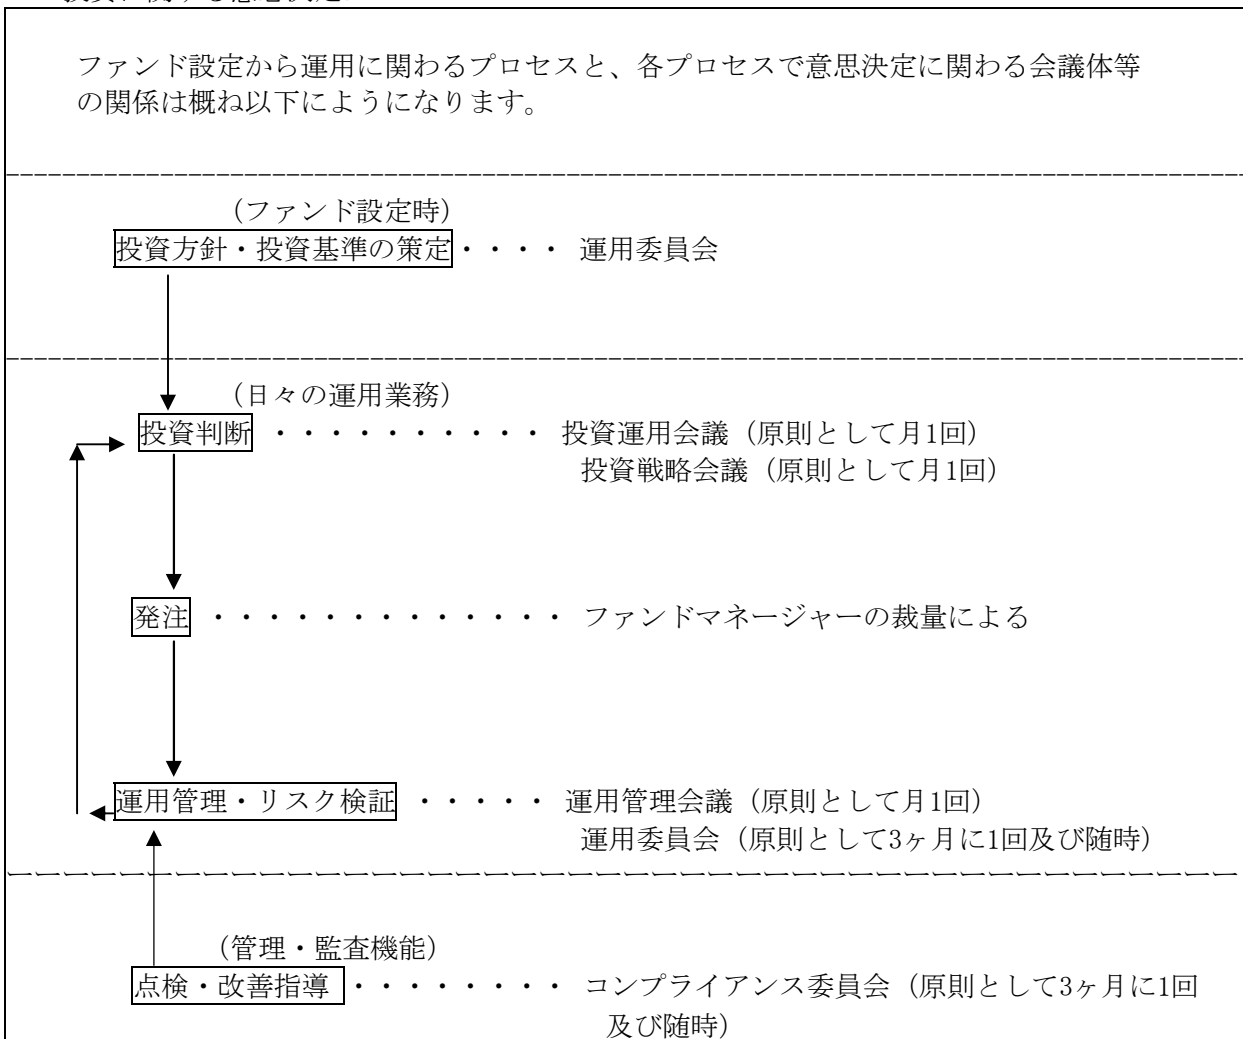 ファンド設定から運用に関わるプロセスと、各プロセスで意思決定に関わる会議体等
の関係は概ね以下にようになります。
（ファンド設定時）
投資方針・投資基準の策定・・・・ 運用委員会
（日々の運用業務）
投資判断 ・・・・・・・・・・ 投資運用会議（原則として月1回）
投資戦略会議（原則として月1回）
発注 ・・・・・・・・・・・・・ ファンドマネージャーの裁量による
運用管理・リスク検証 ・・・・・ 運用管理会議（原則として月1回）
運用委員会（原則として3ヶ月に1回及び随時）
（管理・監査機能）
点検・改善指導 ・・・・・・・・ コンプライアンス委員会（原則として3ヶ月に1回
及び随時）